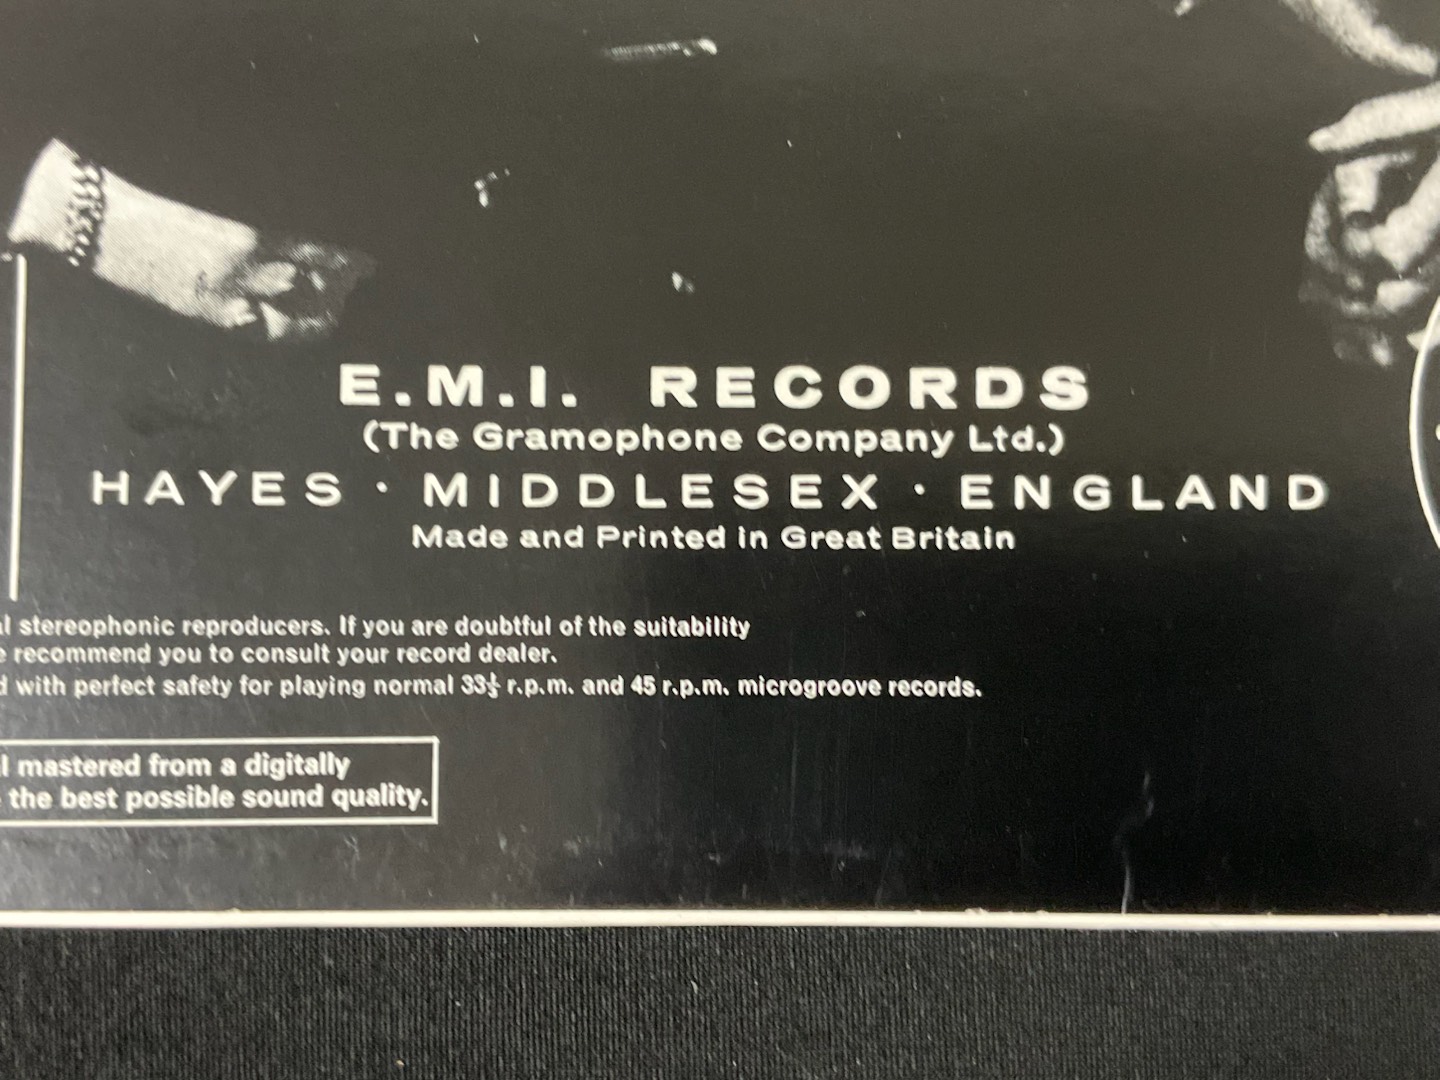 E.M.I. RECORDS
(The Gramophone Company Ltd.)
HAYES · MIDDLESEX · ENGLAND
Made and Printed in Great Britain
stereophonic reproducers. If you are doubtful of the suitability
recommend you to consult your record dealer.
with perfect safety for playing normal 33⅓ r.p.m. and 45 r.p.m. microgroove records.
mastered from a digitally
the best possible sound quality.